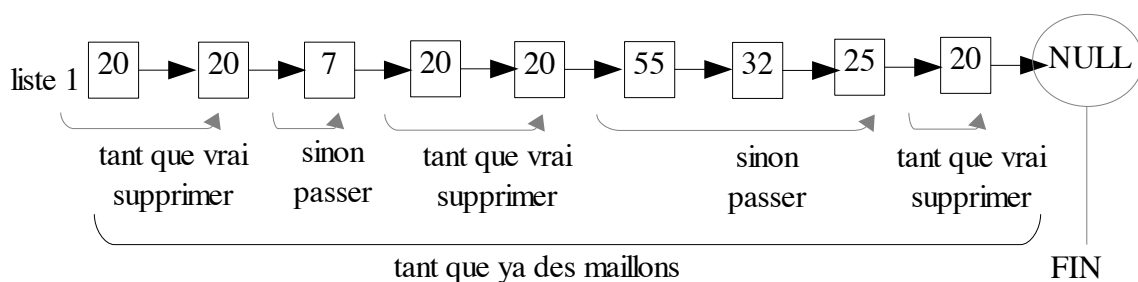 liste 1 20 20 7 20 20 55 32 25 20 NULL
tant que vrai sinon tant que vrai sinon tant que vrai
supprimer passer supprimer passer supprimer
tant que ya des maillons FIN